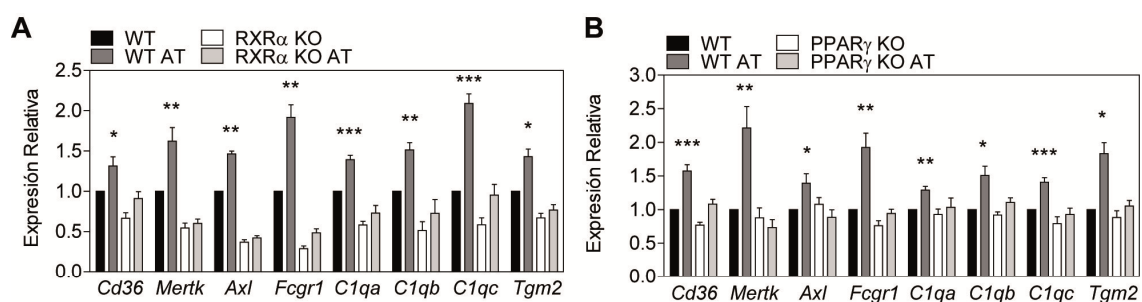 A
WT
RXRα KO
WT AT
RXRα KO AT
Expresión Relativa
2.5
2.0
1.5
1.0
0.5
0.0
*
**
**
**
***
**
***
*
Cd36 Mertk Axl Fcgr1 C1qa C1qb C1qc Tgm2
B
WT
PPARγ KO
WT AT
PPARγ KO AT
Expresión Relativa
3.0
2.5
2.0
1.5
1.0
0.5
0.0
***
**
*
**
**
*
***
*
Cd36 Mertk Axl Fcgr1 C1qa C1qb C1qc Tgm2